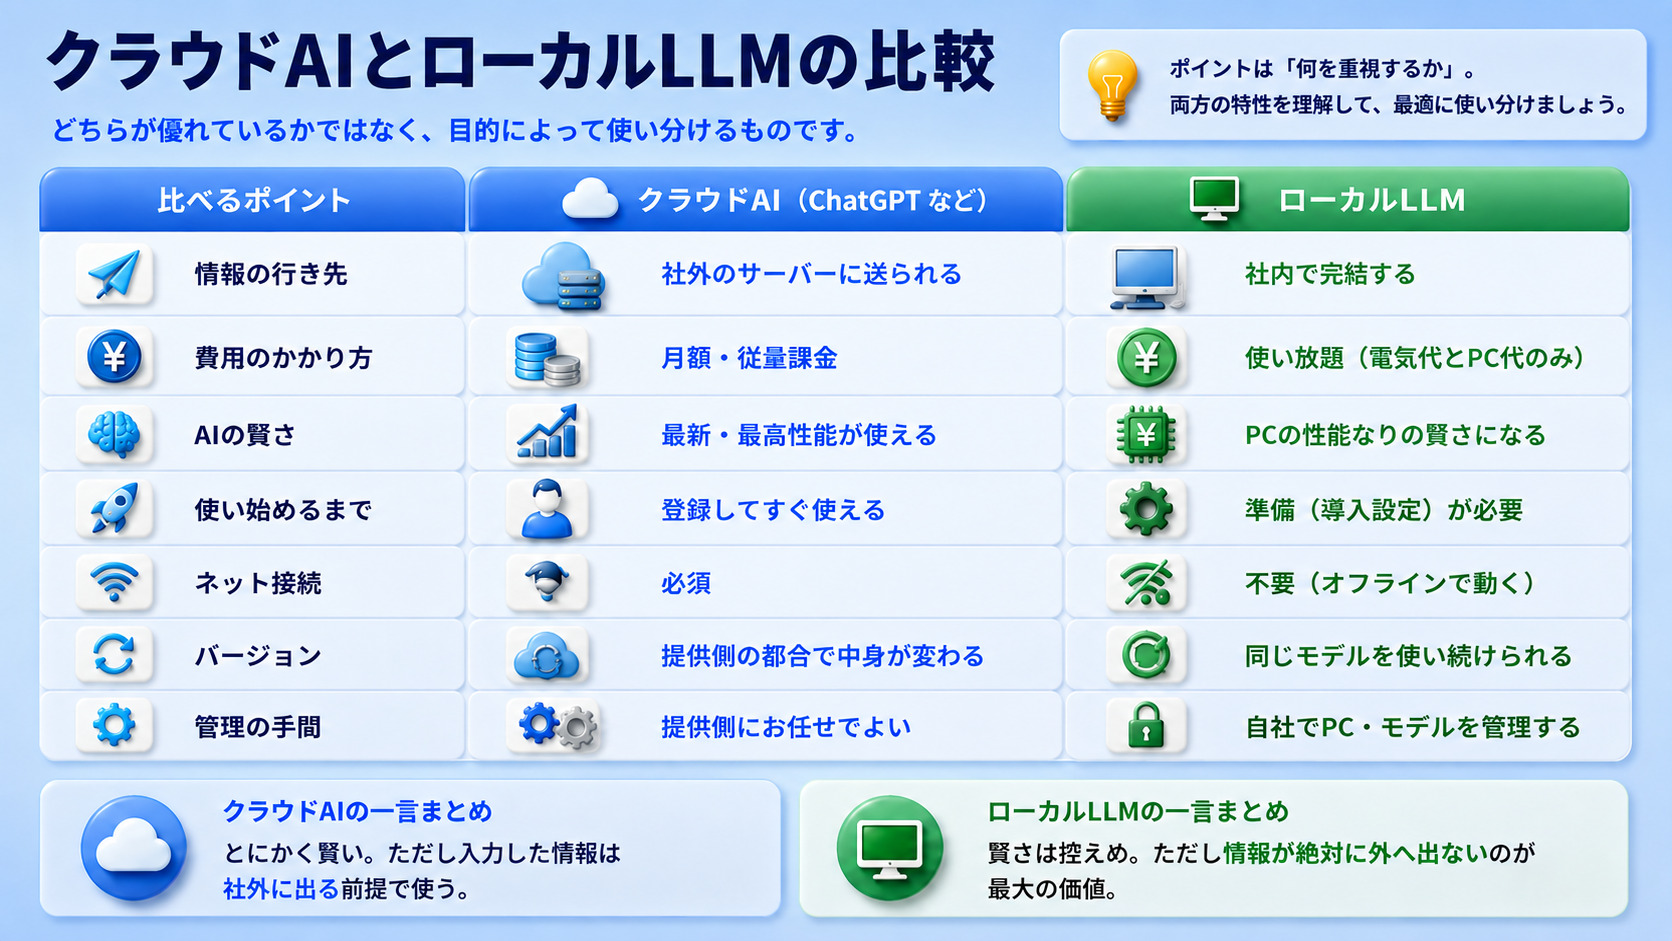 クラウドAIとローカルLLMの比較
どちらが優れているかではなく、目的によって使い分けるものです。
ポイントは「何を重視するか」。
両方の特性を理解して、最適に使い分けましょう。
比べるポイント
クラウドAI（ChatGPT など）
ローカルLLM
情報の行き先
社外のサーバーに送られる
社内で完結する
¥
費用のかかり方
月額・従量課金
¥
使い放題（電気代とPC代のみ）
AIの賢さ
最新・最高性能が使える
¥
PCの性能なりの賢さになる
使い始めるまで
登録してすぐ使える
準備（導入設定）が必要
ネット接続
必須
不要（オフラインで動く）
バージョン
提供側の都合で中身が変わる
同じモデルを使い続けられる
管理の手間
提供側にお任せでよい
自社でPC・モデルを管理する
クラウドAIの一言まとめ
とにかく賢い。ただし入力した情報は
社外に出る前提で使う。
ローカルLLMの一言まとめ
賢さは控えめ。ただし情報が絶対に外へ出ないのが
最大の価値。